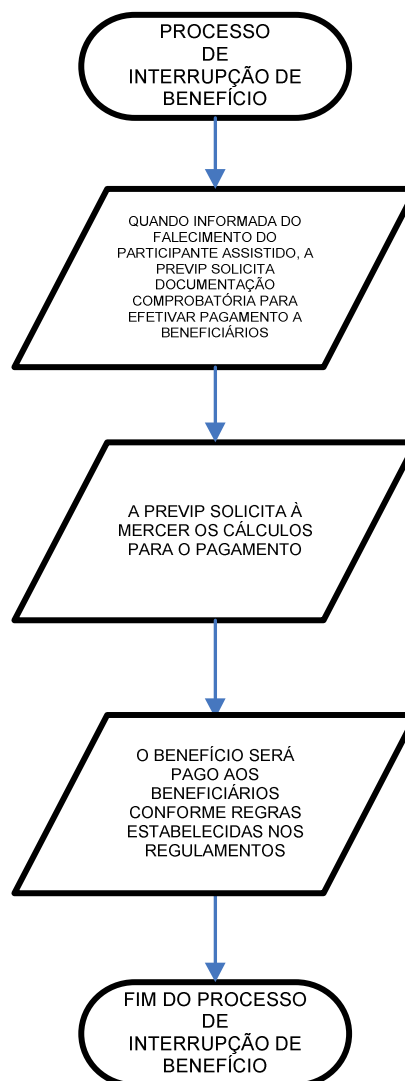 PROCESSO
DE
INTERRUPÇÃO DE
BENEFÍCIO
QUANDO INFORMADA DO
FALECIMENTO DO
PARTICIPANTE ASSISTIDO, A
PREVIP SOLICITA
DOCUMENTAÇÃO
COMPROBATÓRIA PARA
EFETIVAR PAGAMENTO A
BENEFICIÁRIOS
A PREVIP SOLICITA À
MERCER OS CÁLCULOS
PARA O PAGAMENTO
O BENEFÍCIO SERÁ
PAGO AOS
BENEFICIÁRIOS
CONFORME REGRAS
ESTABELECIDAS NOS
REGULAMENTOS
FIM DO PROCESSO
DE
INTERRUPÇÃO DE
BENEFÍCIO